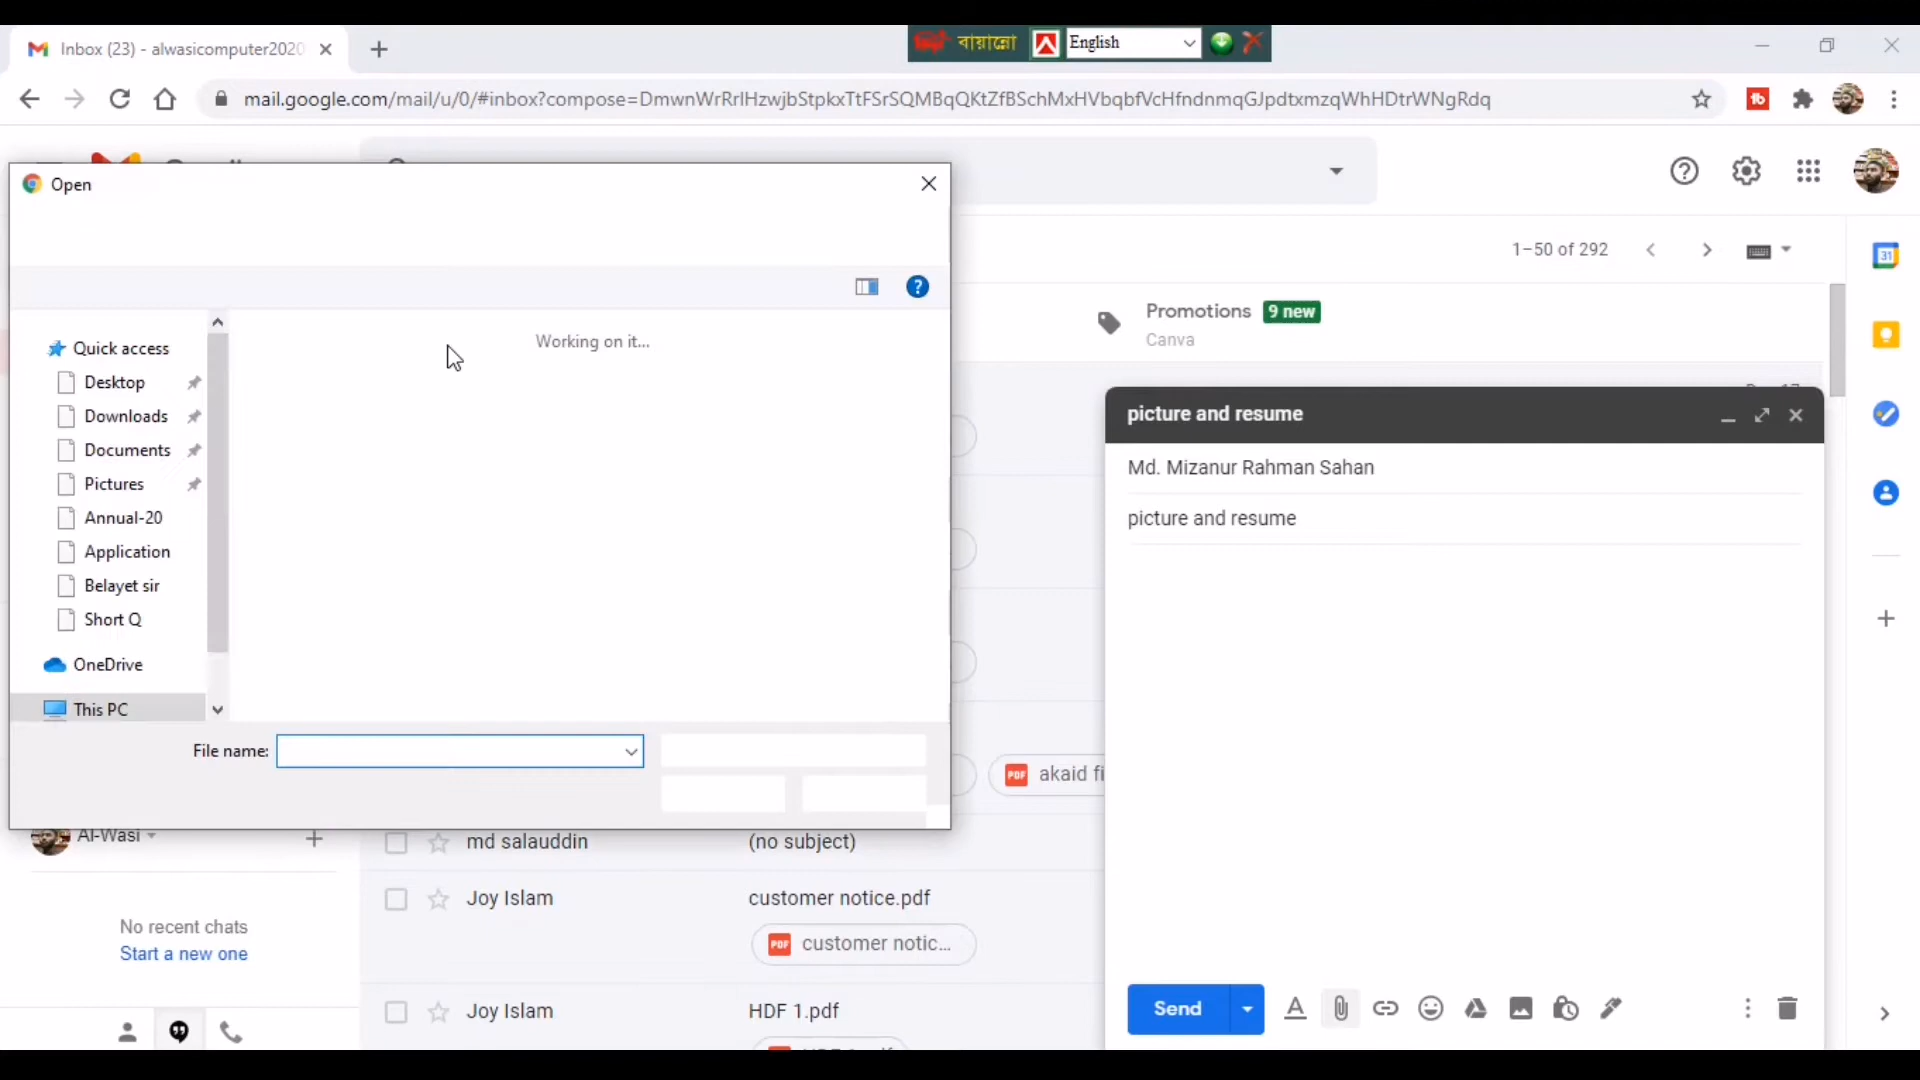 Inbox (23) - alwasicomputer2020
বায়ান্নো
English
mail.google.com/mail/u/0/#inbox?compose=DmwnWrRrlHzwjbStpkxTtFSrSQMBqQKtZfBSchMxHVbqbfVcHfndnmqGJpdtxmzqWhHDtrWNgRdq
Open
1–50 of 292
Promotions 9 new
Canva
Working on it...
Quick access
Desktop
Downloads
Documents
Pictures
Annual-20
Application
Belayet sir
Short Q
OneDrive
This PC
File name:
picture and resume
Md. Mizanur Rahman Sahan
picture and resume
PDF akaid fi
Al-Wasi
md salauddin (no subject)
Joy Islam customer notice.pdf
PDF customer notic...
No recent chats
Start a new one
Joy Islam HDF 1.pdf
Send
31